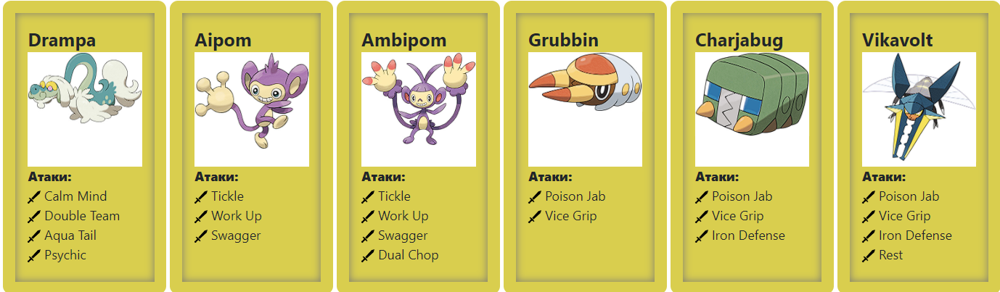 Drampa
Атаки:
Calm Mind
Double Team
Aqua Tail
Psychic
Aipom
Атаки:
Tickle
Work Up
Swagger
Ambipom
Атаки:
Tickle
Work Up
Swagger
Dual Chop
Grubbin
Атаки:
Poison Jab
Vice Grip
Charjabug
Атаки:
Poison Jab
Vice Grip
Iron Defense
Vikavolt
Атаки:
Poison Jab
Vice Grip
Iron Defense
Rest